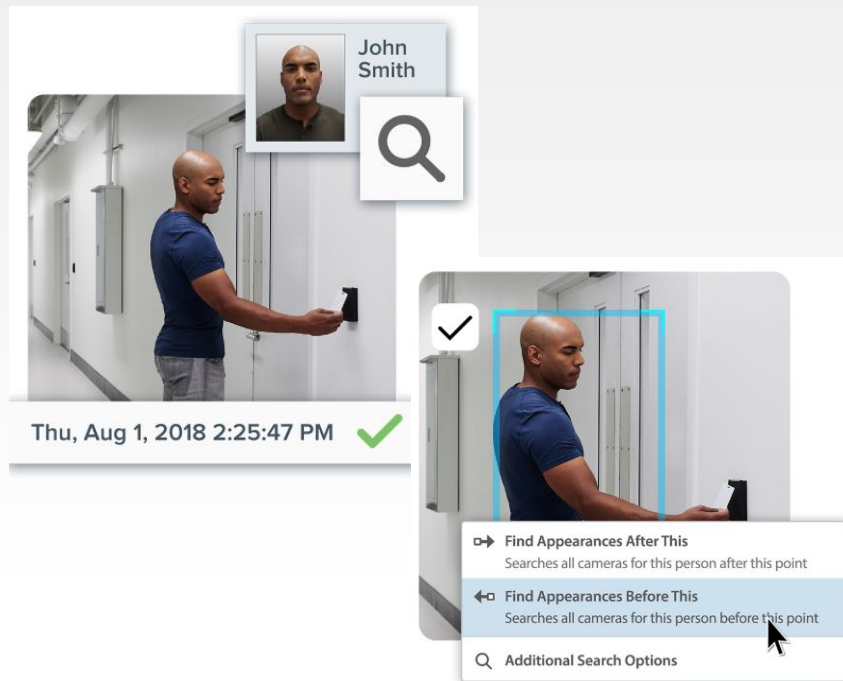 John
Smith
Thu, Aug 1, 2018 2:25:47 PM
Find Appearances After This
Searches all cameras for this person after this point
Find Appearances Before This
Searches all cameras for this person before this point
Additional Search Options